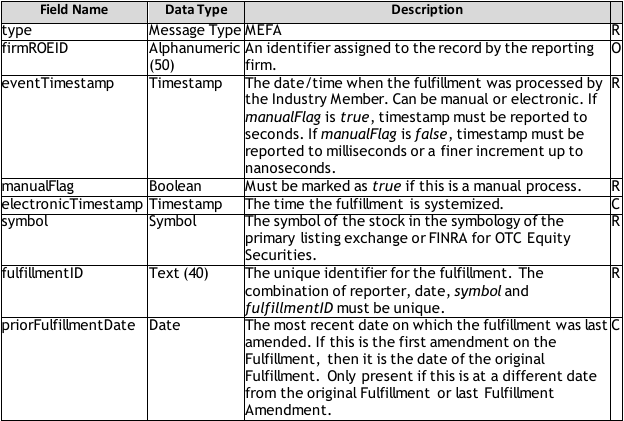 Field Name Data Type Description
type Message Type MEFA R
firmROEID Alphanumeric An identifier assigned to the record by the reporting O
(50) firm.
eventTimestamp Timestamp The date/time when the fulfillment was processed by R
the Industry Member. Can be manual or electronic. If
manualFlag is true, timestamp must be reported to
seconds. If manualFlag is false, timestamp must be
reported to milliseconds or a finer increment up to
nanoseconds.
manualFlag Boolean Must be marked as true if this is a manual process. R
electronicTimestamp Timestamp The time the fulfillment is systemized. C
symbol Symbol The symbol of the stock in the symbology of the R
primary listing exchange or FINRA for OTC Equity
Securities.
fulfillmentID Text (40) The unique identifier for the fulfillment. The R
combination of reporter, date, symbol and
fulfillmentID must be unique.
priorFulfillmentDate Date The most recent date on which the fulfillment was last C
amended. If this is the first amendment on the
Fulfillment, then it is the date of the original
Fulfillment. Only present if this is at a different date
from the original Fulfillment or last Fulfillment
Amendment.